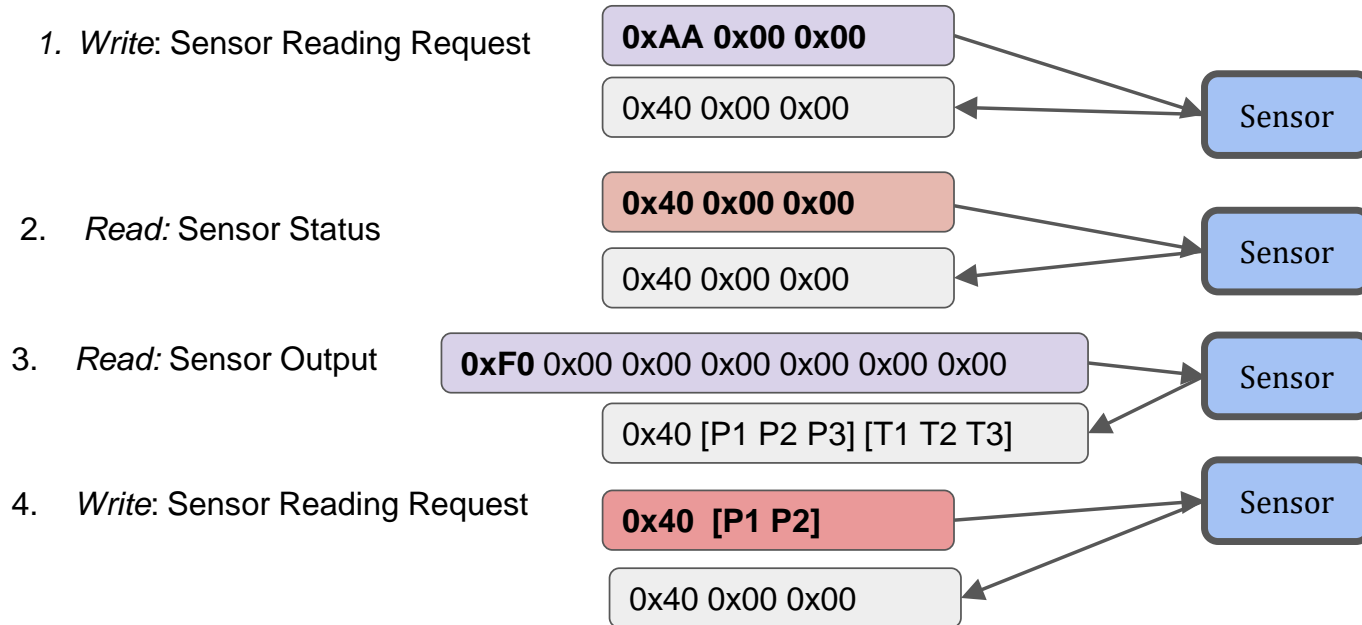 1. Write: Sensor Reading Request
0xAA 0x00 0x00
0x40 0x00 0x00
Sensor
2. Read: Sensor Status
0x40 0x00 0x00
0x40 0x00 0x00
Sensor
3. Read: Sensor Output
0xF0 0x00 0x00 0x00 0x00 0x00 0x00
0x40 [P1 P2 P3] [T1 T2 T3]
Sensor
4. Write: Sensor Reading Request
0x40 [P1 P2]
0x40 0x00 0x00
Sensor